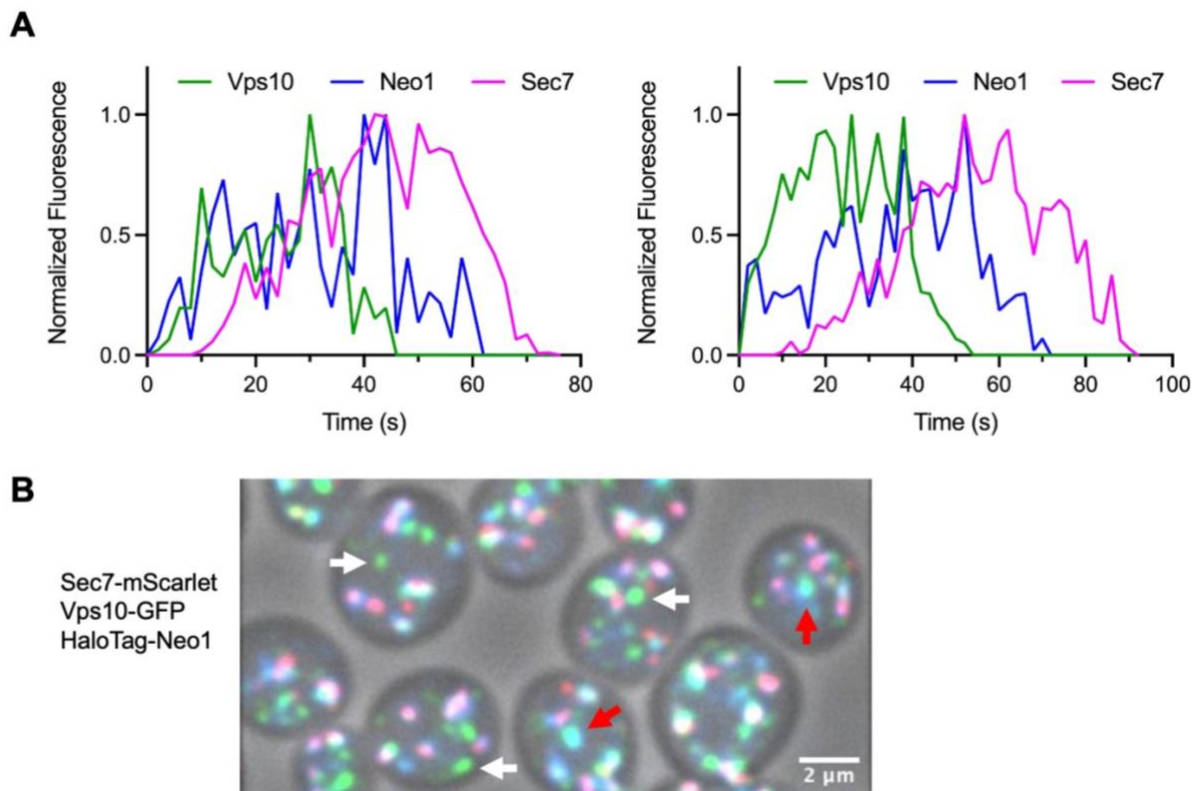 A
Vps10 Neo1 Sec7
Normalized Fluorescence
1.0
0.5
0.0
0 20 40 60 80
Time (s)
Vps10 Neo1 Sec7
Normalized Fluorescence
1.0
0.5
0.0
0 20 40 60 80 100
Time (s)
B
Sec7-mScarlet
Vps10-GFP
HaloTag-Neo1
2 μm